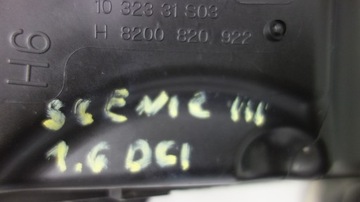 10 323 31 S03
H 8200 820 922
H6
SCENIC III
1.6 DCI